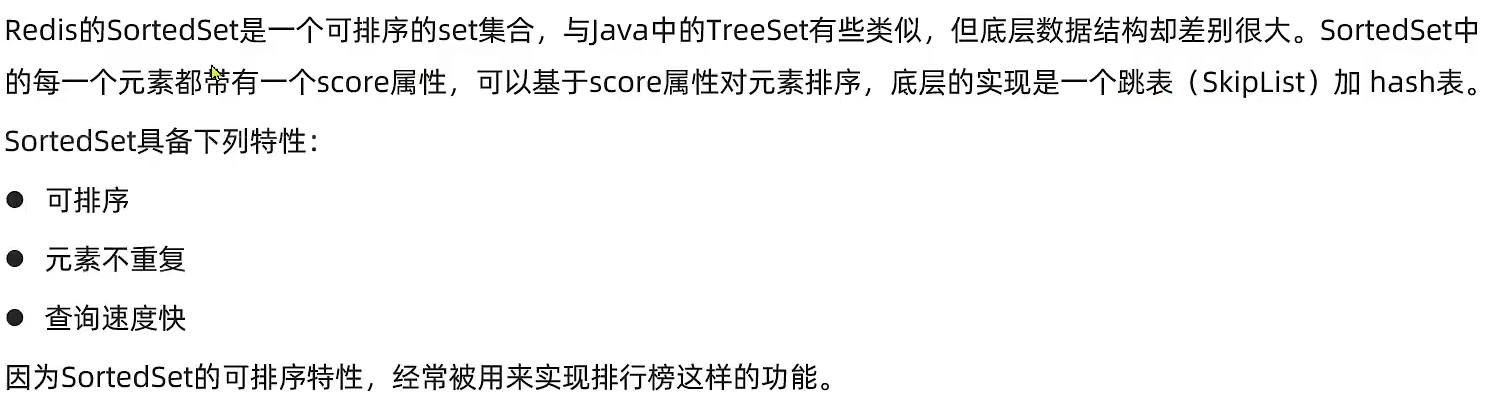 Redis的SortedSet是一个可排序的set集合，与Java中的TreeSet有些类似，但底层数据结构却差别很大。SortedSet中
的每一个元素都带有一个score属性，可以基于score属性对元素排序，底层的实现是一个跳表（SkipList）加 hash表。
SortedSet具备下列特性：
● 可排序
● 元素不重复
● 查询速度快
因为SortedSet的可排序特性，经常被用来实现排行榜这样的功能。